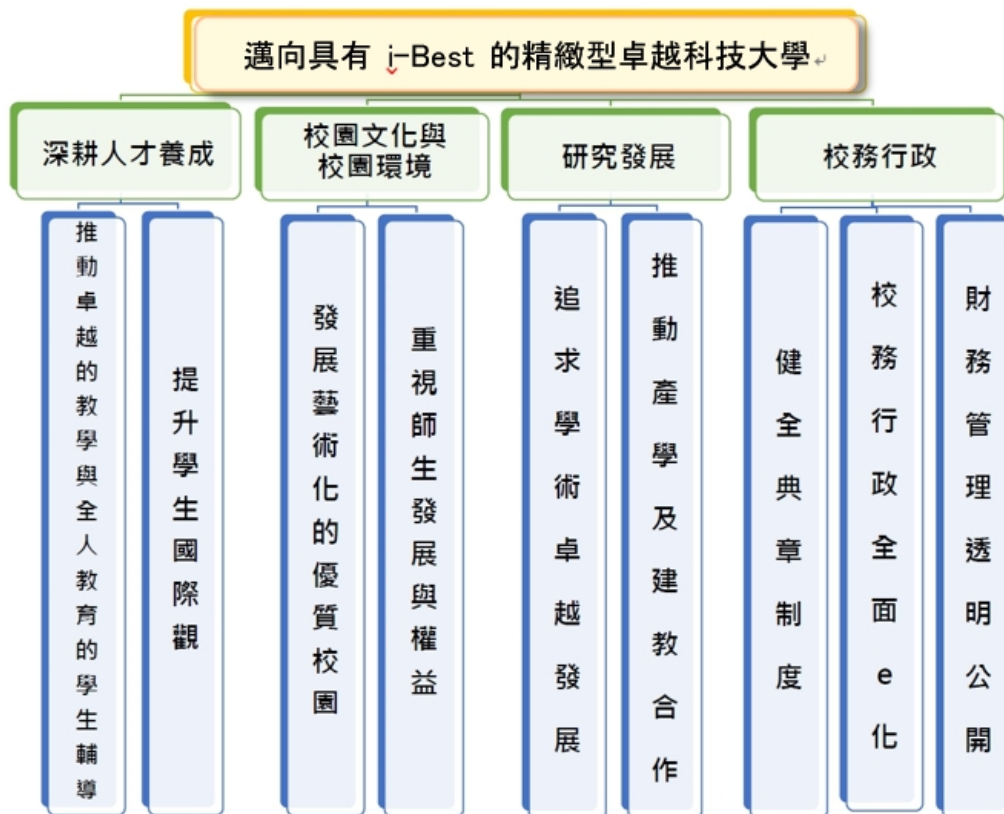 邁向具有 i-Best 的精緻型卓越科技大學
深耕人才養成
校園文化與
校園環境
研究發展
校務行政
推動卓越的教學與全人教育的學生輔導
提升學生國際觀
發展藝術化的優質校園
重視師生發展與權益
追求學術卓越發展
推動產學及建教合作
健全典章制度
校務行政全面e化
財務管理透明公開